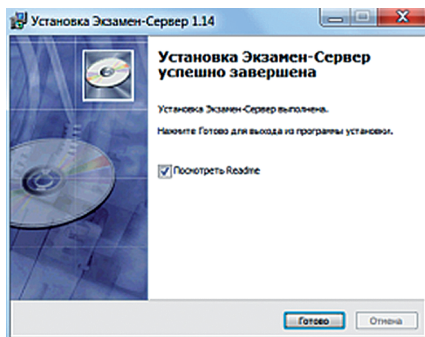 Установка Экзамен-Сервер 1.14
Установка Экзамен-Сервер
успешно завершена
Установка Экзамен-Сервер выполнена.
Нажмите Готово для выхода из программы установки.
Посмотреть Readme
Готово
Отмена